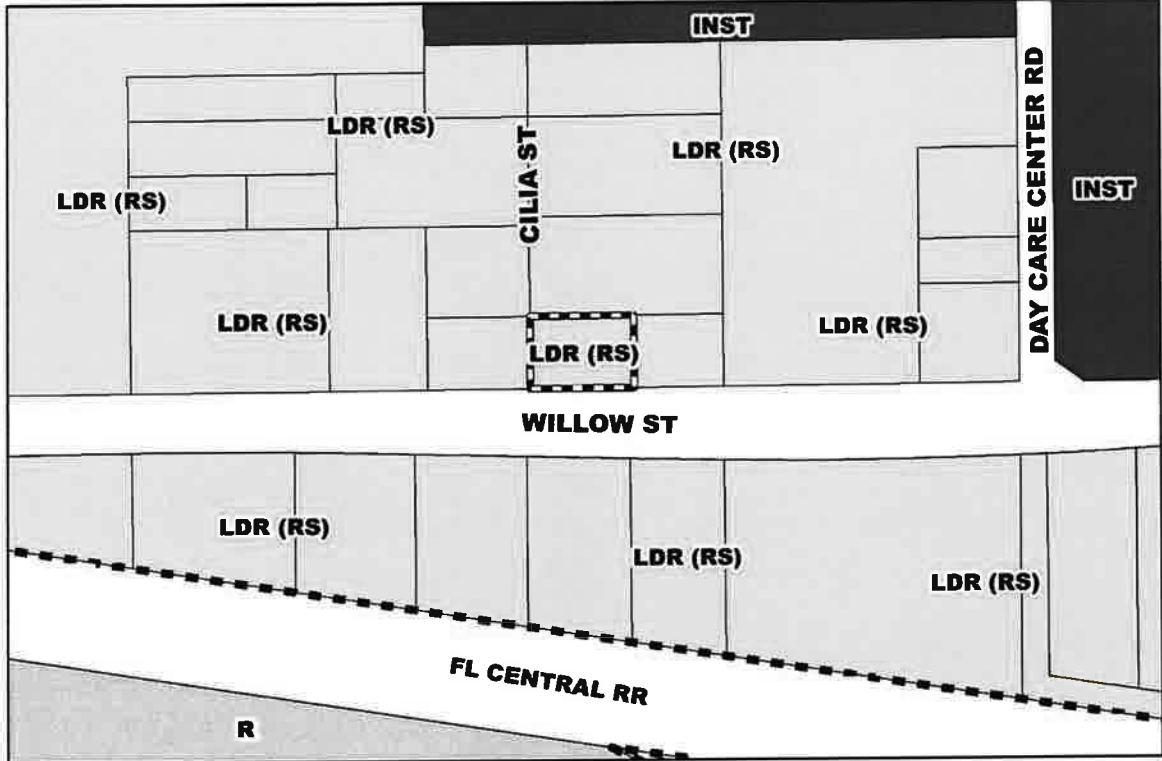 INST
LDR (RS)
LDR (RS)
LDR (RS)
INST
CILIA ST
DAY CARE CENTER RD
LDR (RS)
LDR (RS)
LDR (RS)
WILLOW ST
LDR (RS)
LDR (RS)
LDR (RS)
FL CENTRAL RR
R